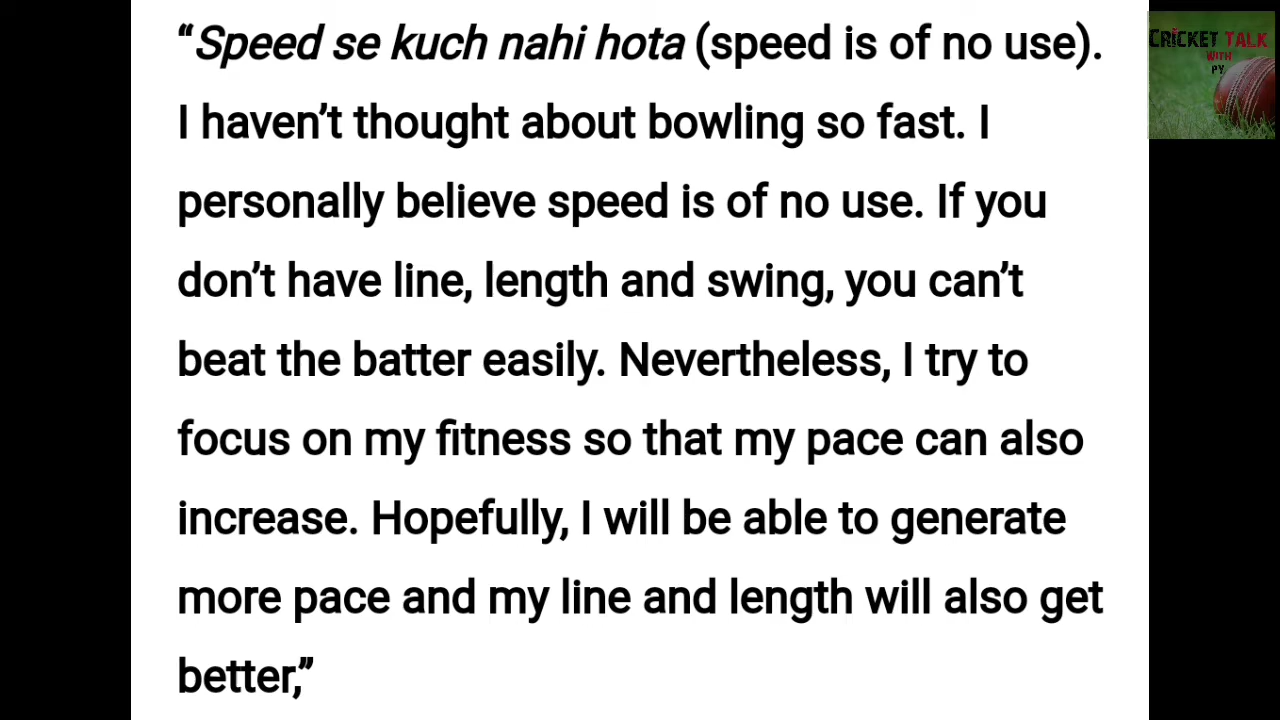 “Speed se kuch nahi hota (speed is of no use).
I haven’t thought about bowling so fast. I
personally believe speed is of no use. If you
don’t have line, length and swing, you can’t
beat the batter easily. Nevertheless, I try to
focus on my fitness so that my pace can also
increase. Hopefully, I will be able to generate
more pace and my line and length will also get
better,”
CRICKET TALK
WITH
PY